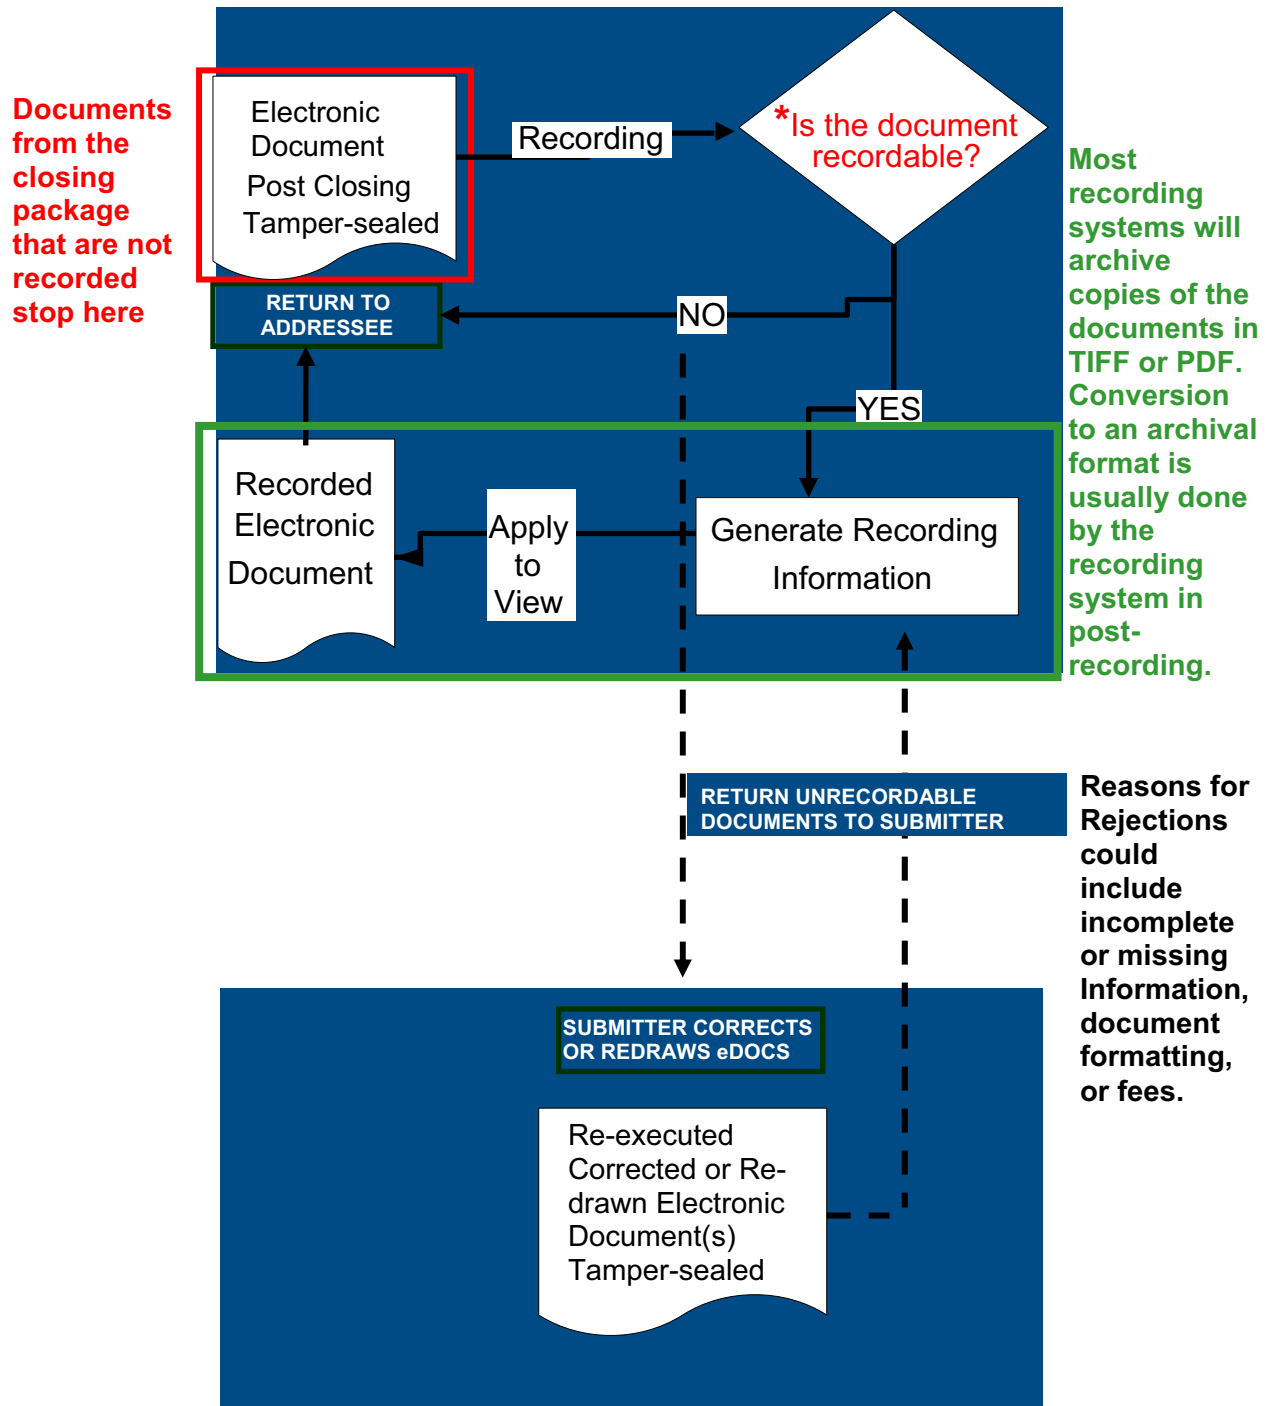 Documents
from the
closing
package
that are not
recorded
stop here
Electronic
Document
Post Closing
Tamper-sealed
Recording
*Is the document
recordable?
Most
recording
systems will
archive
copies of the
documents in
TIFF or PDF.
Conversion
to an archival
format is
usually done
by the
recording
system in
post-
recording.
RETURN TO
ADDRESSEE
NO
YES
Recorded
Electronic
Document
Apply
to
View
Generate Recording
Information
RETURN UNRECORDABLE
DOCUMENTS TO SUBMITTER
Reasons for
Rejections
could
include
incomplete
or missing
Information,
document
formatting,
or fees.
SUBMITTER CORRECTS
OR REDRAWS eDOCS
Re-executed
Corrected or Re-
drawn Electronic
Document(s)
Tamper-sealed